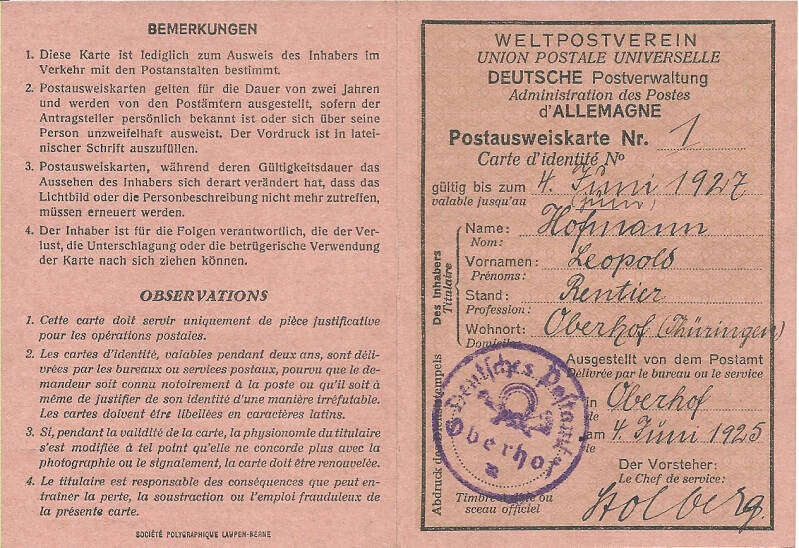 BEMERKUNGEN
1. Diese Karte ist lediglich zum Ausweis des Inhabers im
Verkehr mit den Postanstalten bestimmt.
2. Postausweiskarten gelten für die Dauer von zwei Jahren
und werden von den Postämtern ausgestellt, sofern der
Antragsteller persönlich bekannt ist oder sich über seine
Person unzweifelhaft ausweist. Der Vordruck ist in latei-
nischer Schrift auszufüllen.
3. Postausweiskarten, während deren Gültigkeitsdauer das
Aussehen des Inhabers sich derart verändert hat, dass das
Lichtbild oder die Personbeschreibung nicht mehr zutreffen,
müssen erneuert werden.
4. Der Inhaber ist für die Folgen verantwortlich, die der Ver-
lust, die Unterschlagung oder die betrügerische Verwendung
der Karte nach sich ziehen können.
OBSERVATIONS
1. Cette carte doit servir uniquement de pièce justificative
pour les opérations postales.
2. Les cartes d'identité, valables pendant deux ans, sont déli-
vrées par les bureaux ou services postaux, pourvu que le de-
mandeur soit connu notoirement à la poste ou qu'il soit à
même de justifier de son identité d'une manière irréfutable.
Les cartes doivent être libellées en caractères latins.
3. Si, pendant la validité de la carte, la physionomie du titulaire
s'est modifiée à tel point qu'elle ne concorde plus avec la
photographie ou le signalement, la carte doit être renouvelée.
4. Le titulaire est responsable des conséquences que peut en-
traîner la perte, la soustraction ou l'emploi frauduleux de
la présente carte.
SOCIÉTÉ POLYGRAPHIQUE LAUPEN-BERNE
WELTPOSTVEREIN
UNION POSTALE UNIVERSELLE
DEUTSCHE Postverwaltung
Administration des Postes
d'ALLEMAGNE
Postausweiskarte Nr. 1
Carte d'identité No
gültig bis zum 4. Juni 1927
valable jusqu'au (Juni)
Des Inhabers
Titulaire
Name: Hofmann
Nom:
Vornamen: Leopold
Prénoms:
Stand: Rentier
Profession:
Wohnort: Oberhof (Thüringen)
Domicile
Ausgestellt von dem Postamt
Délivrée par le bureau ou le service
in Oberhof
de
am 4. Juni 1925
le
Der Vorsteher:
Le Chef de service:
Stolberg.
Abdruck des Dienststempels
Timbre à date ou
sceau officiel
Deutsches Postamt
Oberhof